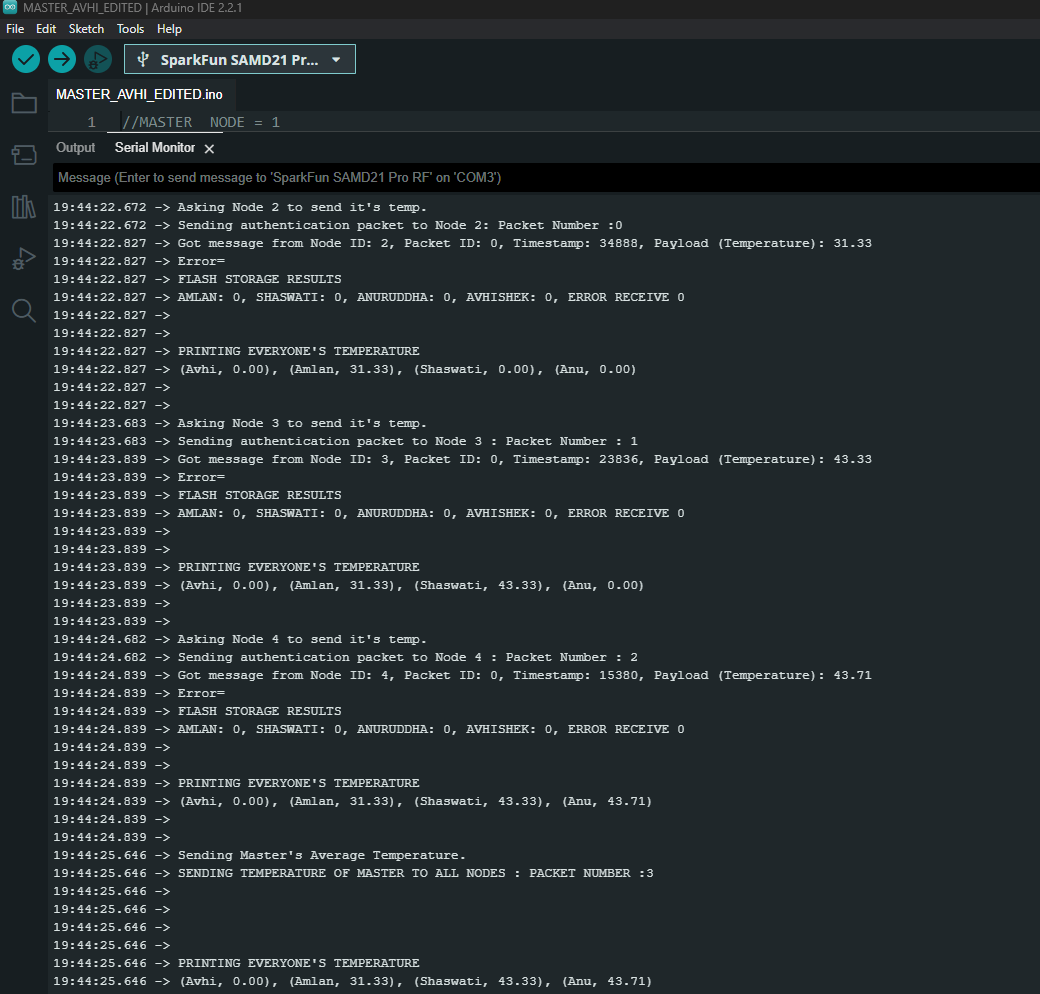 MASTER_AVHI_EDITED | Arduino IDE 2.2.1
File Edit Sketch Tools Help
SparkFun SAMD21 Pr...
MASTER_AVHI_EDITED.ino
1 //MASTER NODE = 1
Output Serial Monitor
Message (Enter to send message to 'SparkFun SAMD21 Pro RF' on 'COM3')
19:44:22.672 -> Asking Node 2 to send it's temp.
19:44:22.672 -> Sending authentication packet to Node 2: Packet Number :0
19:44:22.827 -> Got message from Node ID: 2, Packet ID: 0, Timestamp: 34888, Payload (Temperature): 31.33
19:44:22.827 -> Error=
19:44:22.827 -> FLASH STORAGE RESULTS
19:44:22.827 -> AMLAN: 0, SHASWATI: 0, ANURUDDHA: 0, AVHISHEK: 0, ERROR RECEIVE 0
19:44:22.827 ->
19:44:22.827 ->
19:44:22.827 -> PRINTING EVERYONE'S TEMPERATURE
19:44:22.827 -> (Avhi, 0.00), (Amlan, 31.33), (Shaswati, 0.00), (Anu, 0.00)
19:44:22.827 ->
19:44:22.827 ->
19:44:23.683 -> Asking Node 3 to send it's temp.
19:44:23.683 -> Sending authentication packet to Node 3 : Packet Number : 1
19:44:23.839 -> Got message from Node ID: 3, Packet ID: 0, Timestamp: 23836, Payload (Temperature): 43.33
19:44:23.839 -> Error=
19:44:23.839 -> FLASH STORAGE RESULTS
19:44:23.839 -> AMLAN: 0, SHASWATI: 0, ANURUDDHA: 0, AVHISHEK: 0, ERROR RECEIVE 0
19:44:23.839 ->
19:44:23.839 ->
19:44:23.839 -> PRINTING EVERYONE'S TEMPERATURE
19:44:23.839 -> (Avhi, 0.00), (Amlan, 31.33), (Shaswati, 43.33), (Anu, 0.00)
19:44:23.839 ->
19:44:23.839 ->
19:44:24.682 -> Asking Node 4 to send it's temp.
19:44:24.682 -> Sending authentication packet to Node 4 : Packet Number : 2
19:44:24.839 -> Got message from Node ID: 4, Packet ID: 0, Timestamp: 15380, Payload (Temperature): 43.71
19:44:24.839 -> Error=
19:44:24.839 -> FLASH STORAGE RESULTS
19:44:24.839 -> AMLAN: 0, SHASWATI: 0, ANURUDDHA: 0, AVHISHEK: 0, ERROR RECEIVE 0
19:44:24.839 ->
19:44:24.839 ->
19:44:24.839 -> PRINTING EVERYONE'S TEMPERATURE
19:44:24.839 -> (Avhi, 0.00), (Amlan, 31.33), (Shaswati, 43.33), (Anu, 43.71)
19:44:24.839 ->
19:44:24.839 ->
19:44:25.646 -> Sending Master's Average Temperature.
19:44:25.646 -> SENDING TEMPERATURE OF MASTER TO ALL NODES : PACKET NUMBER :3
19:44:25.646 ->
19:44:25.646 ->
19:44:25.646 ->
19:44:25.646 ->
19:44:25.646 -> PRINTING EVERYONE'S TEMPERATURE
19:44:25.646 -> (Avhi, 0.00), (Amlan, 31.33), (Shaswati, 43.33), (Anu, 43.71)